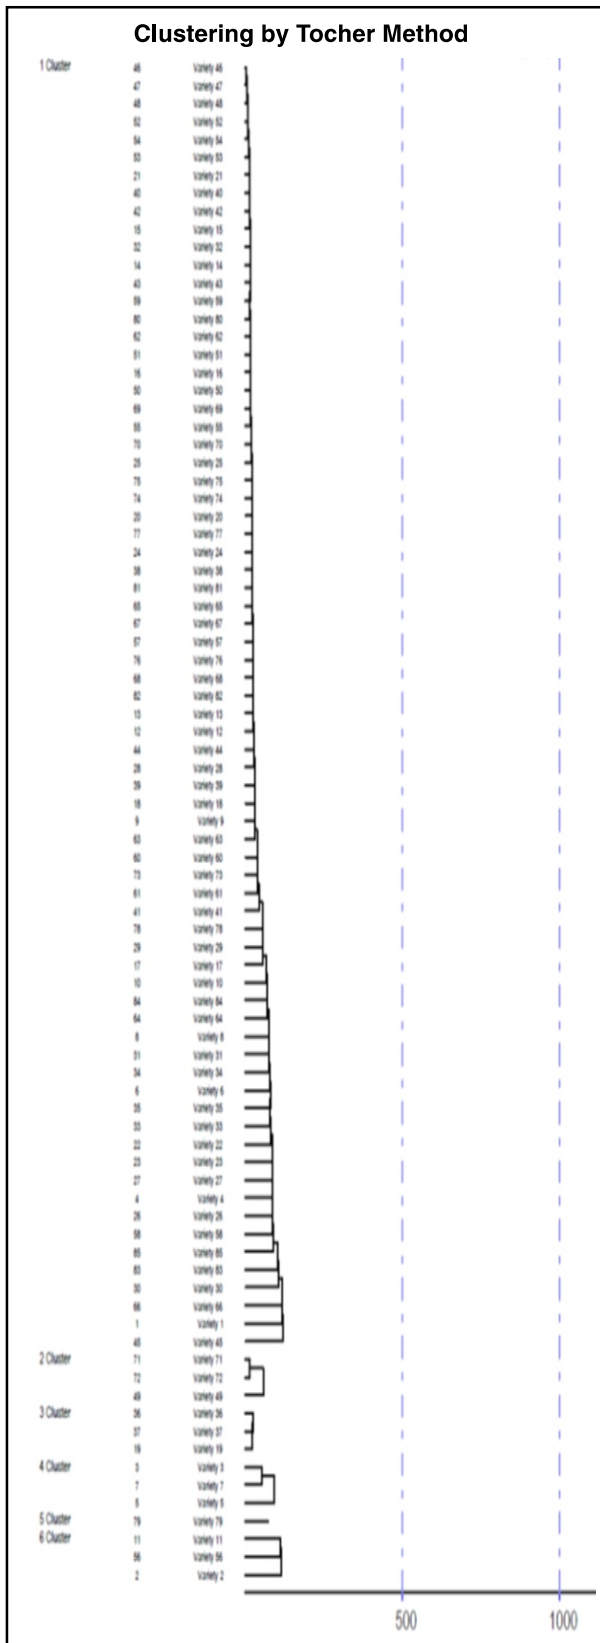 Clustering by Tocher Method
1 Cluster 46 Variety 46
47 Variety 47
48 Variety 48
52 Variety 52
54 Variety 54
53 Variety 53
21 Variety 21
40 Variety 40
42 Variety 42
15 Variety 15
32 Variety 32
14 Variety 14
43 Variety 43
59 Variety 59
80 Variety 80
62 Variety 62
51 Variety 51
16 Variety 16
50 Variety 50
69 Variety 69
55 Variety 55
70 Variety 70
25 Variety 25
75 Variety 75
74 Variety 74
20 Variety 20
77 Variety 77
24 Variety 24
38 Variety 38
81 Variety 81
65 Variety 65
67 Variety 67
57 Variety 57
76 Variety 76
68 Variety 68
82 Variety 82
13 Variety 13
12 Variety 12
44 Variety 44
28 Variety 28
39 Variety 39
18 Variety 18
9 Variety 9
63 Variety 63
60 Variety 60
73 Variety 73
61 Variety 61
41 Variety 41
78 Variety 78
29 Variety 29
17 Variety 17
10 Variety 10
84 Variety 84
64 Variety 64
8 Variety 8
31 Variety 31
34 Variety 34
6 Variety 6
35 Variety 35
33 Variety 33
22 Variety 22
23 Variety 23
27 Variety 27
4 Variety 4
26 Variety 26
58 Variety 58
85 Variety 85
83 Variety 83
30 Variety 30
66 Variety 66
1 Variety 1
45 Variety 45
2 Cluster 71 Variety 71
72 Variety 72
49 Variety 49
3 Cluster 36 Variety 36
37 Variety 37
19 Variety 19
4 Cluster 3 Variety 3
7 Variety 7
5 Variety 5
5 Cluster 79 Variety 79
6 Cluster 11 Variety 11
56 Variety 56
2 Variety 2
500 1000